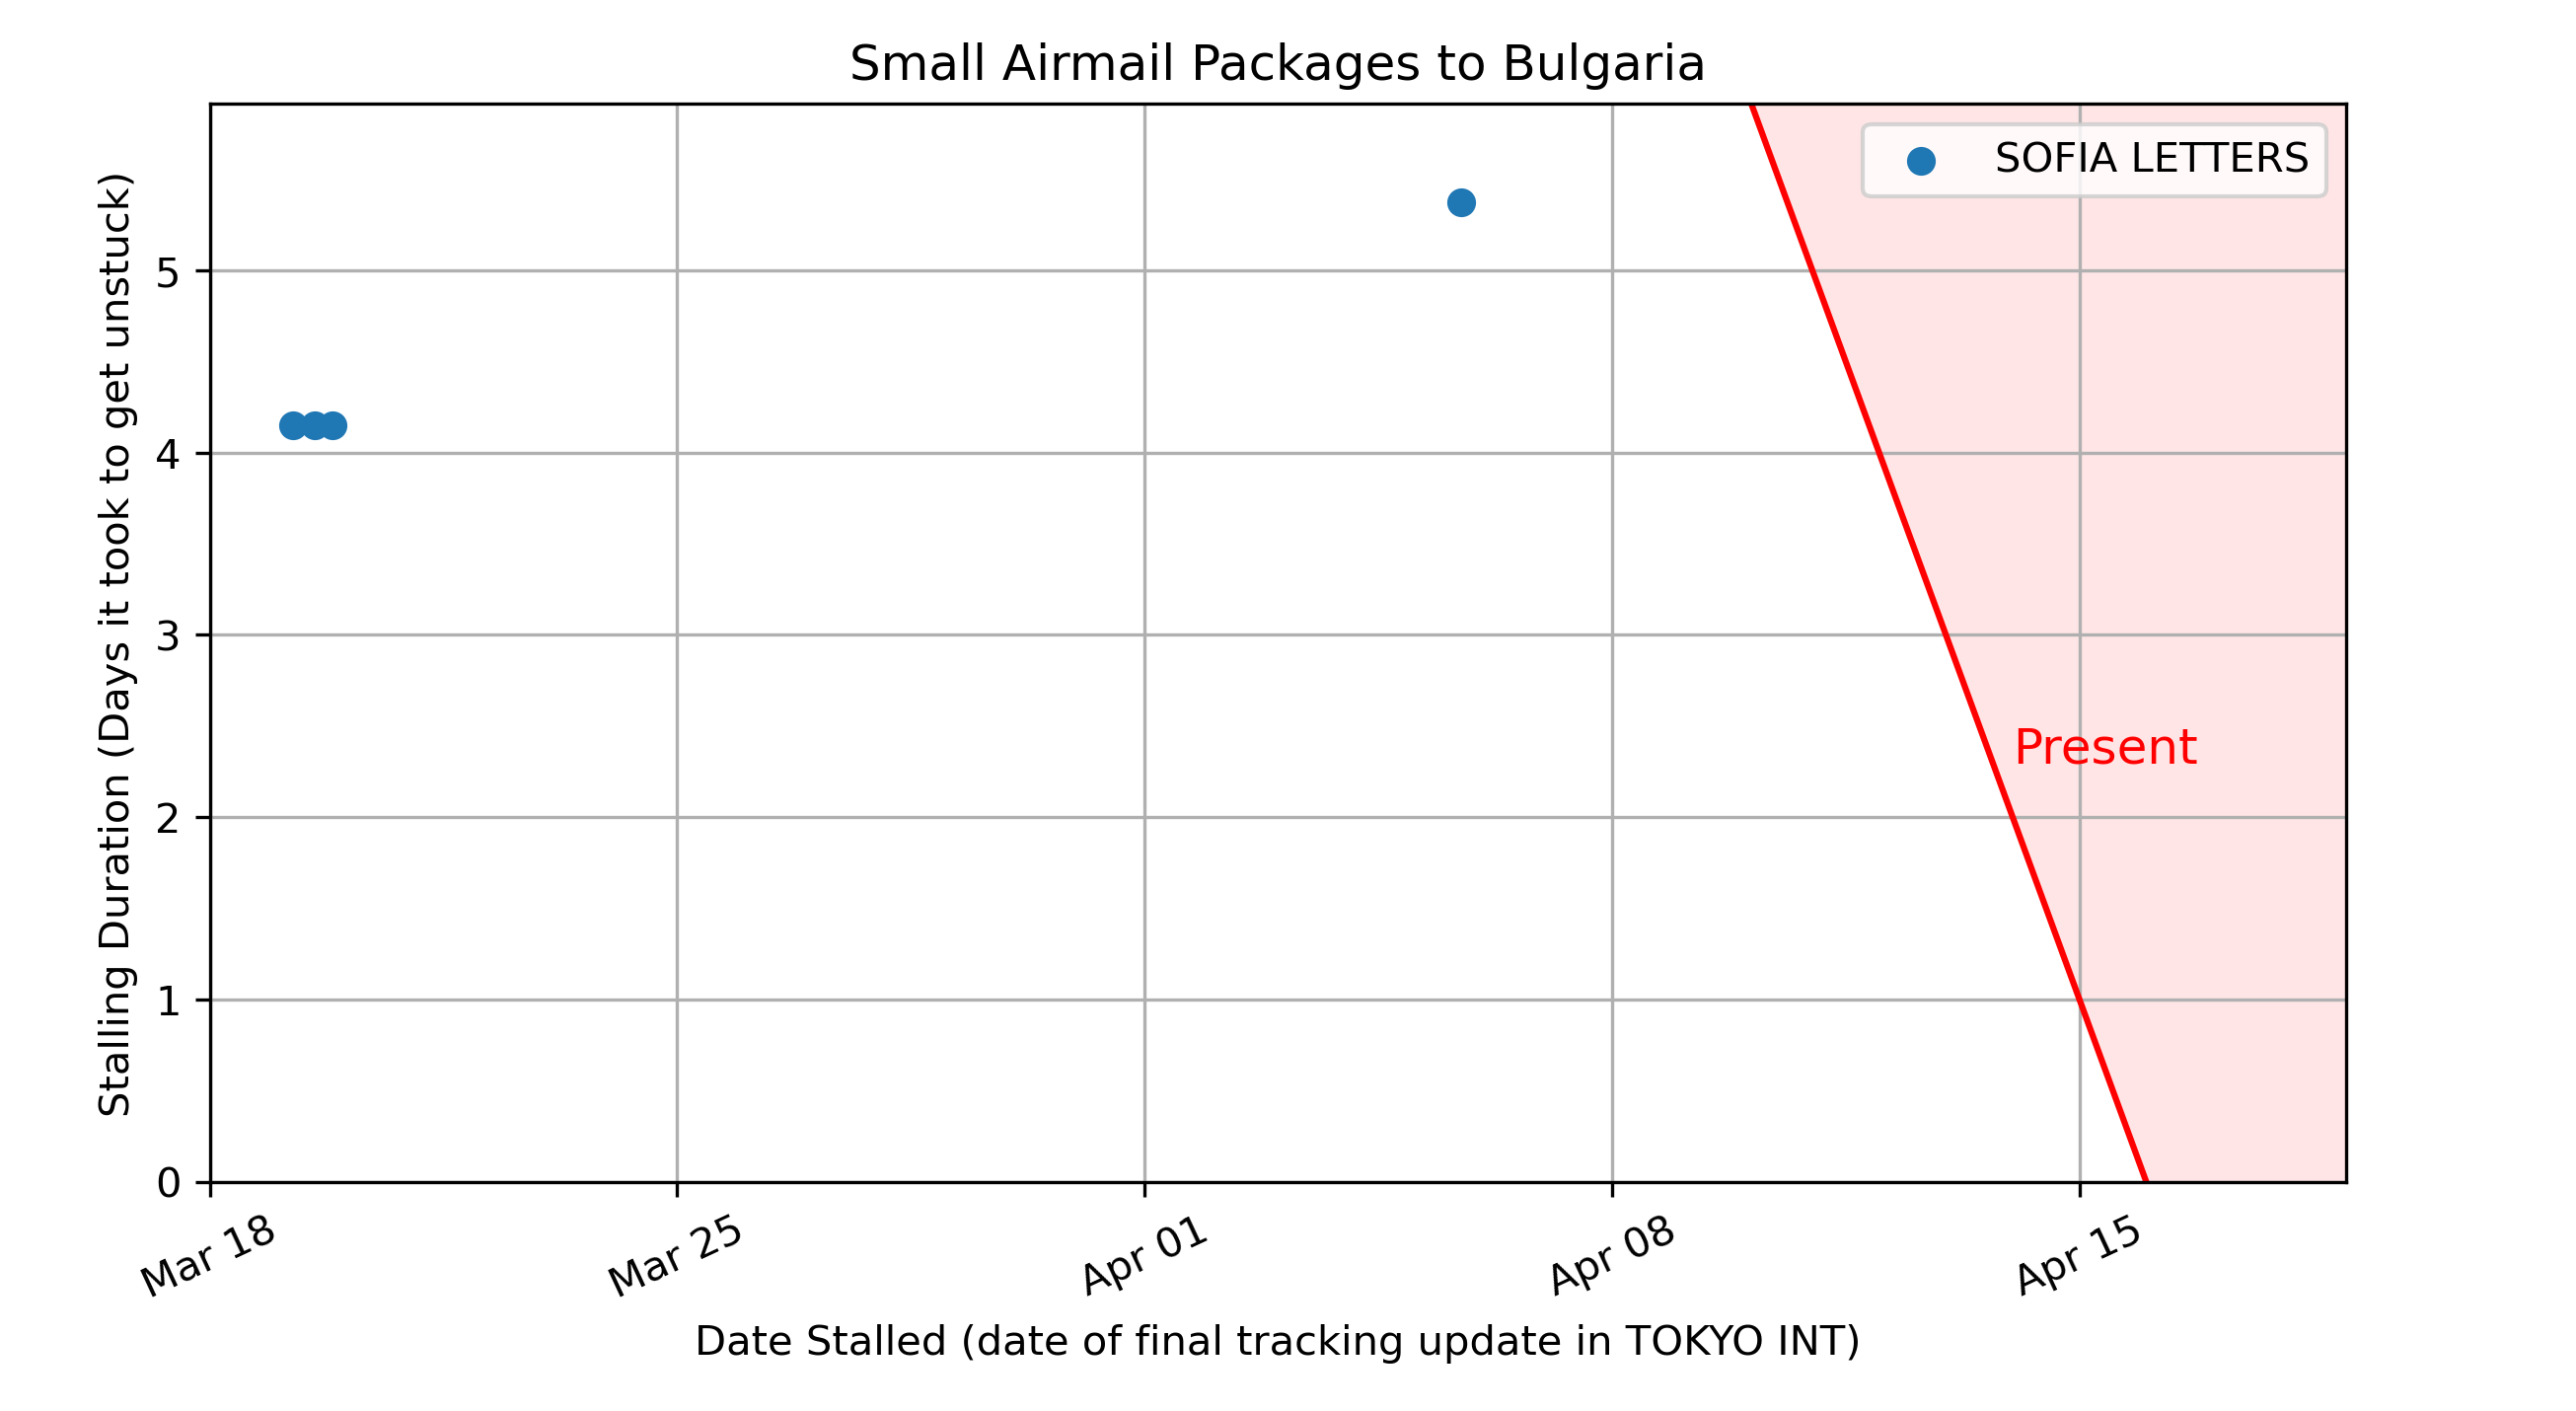 Small Airmail Packages to Bulgaria
SOFIA LETTERS
Stalling Duration (Days it took to get unstuck)
5
4
3
2
1
0
Present
Mar 18
Mar 25
Apr 01
Apr 08
Apr 15
Date Stalled (date of final tracking update in TOKYO INT)